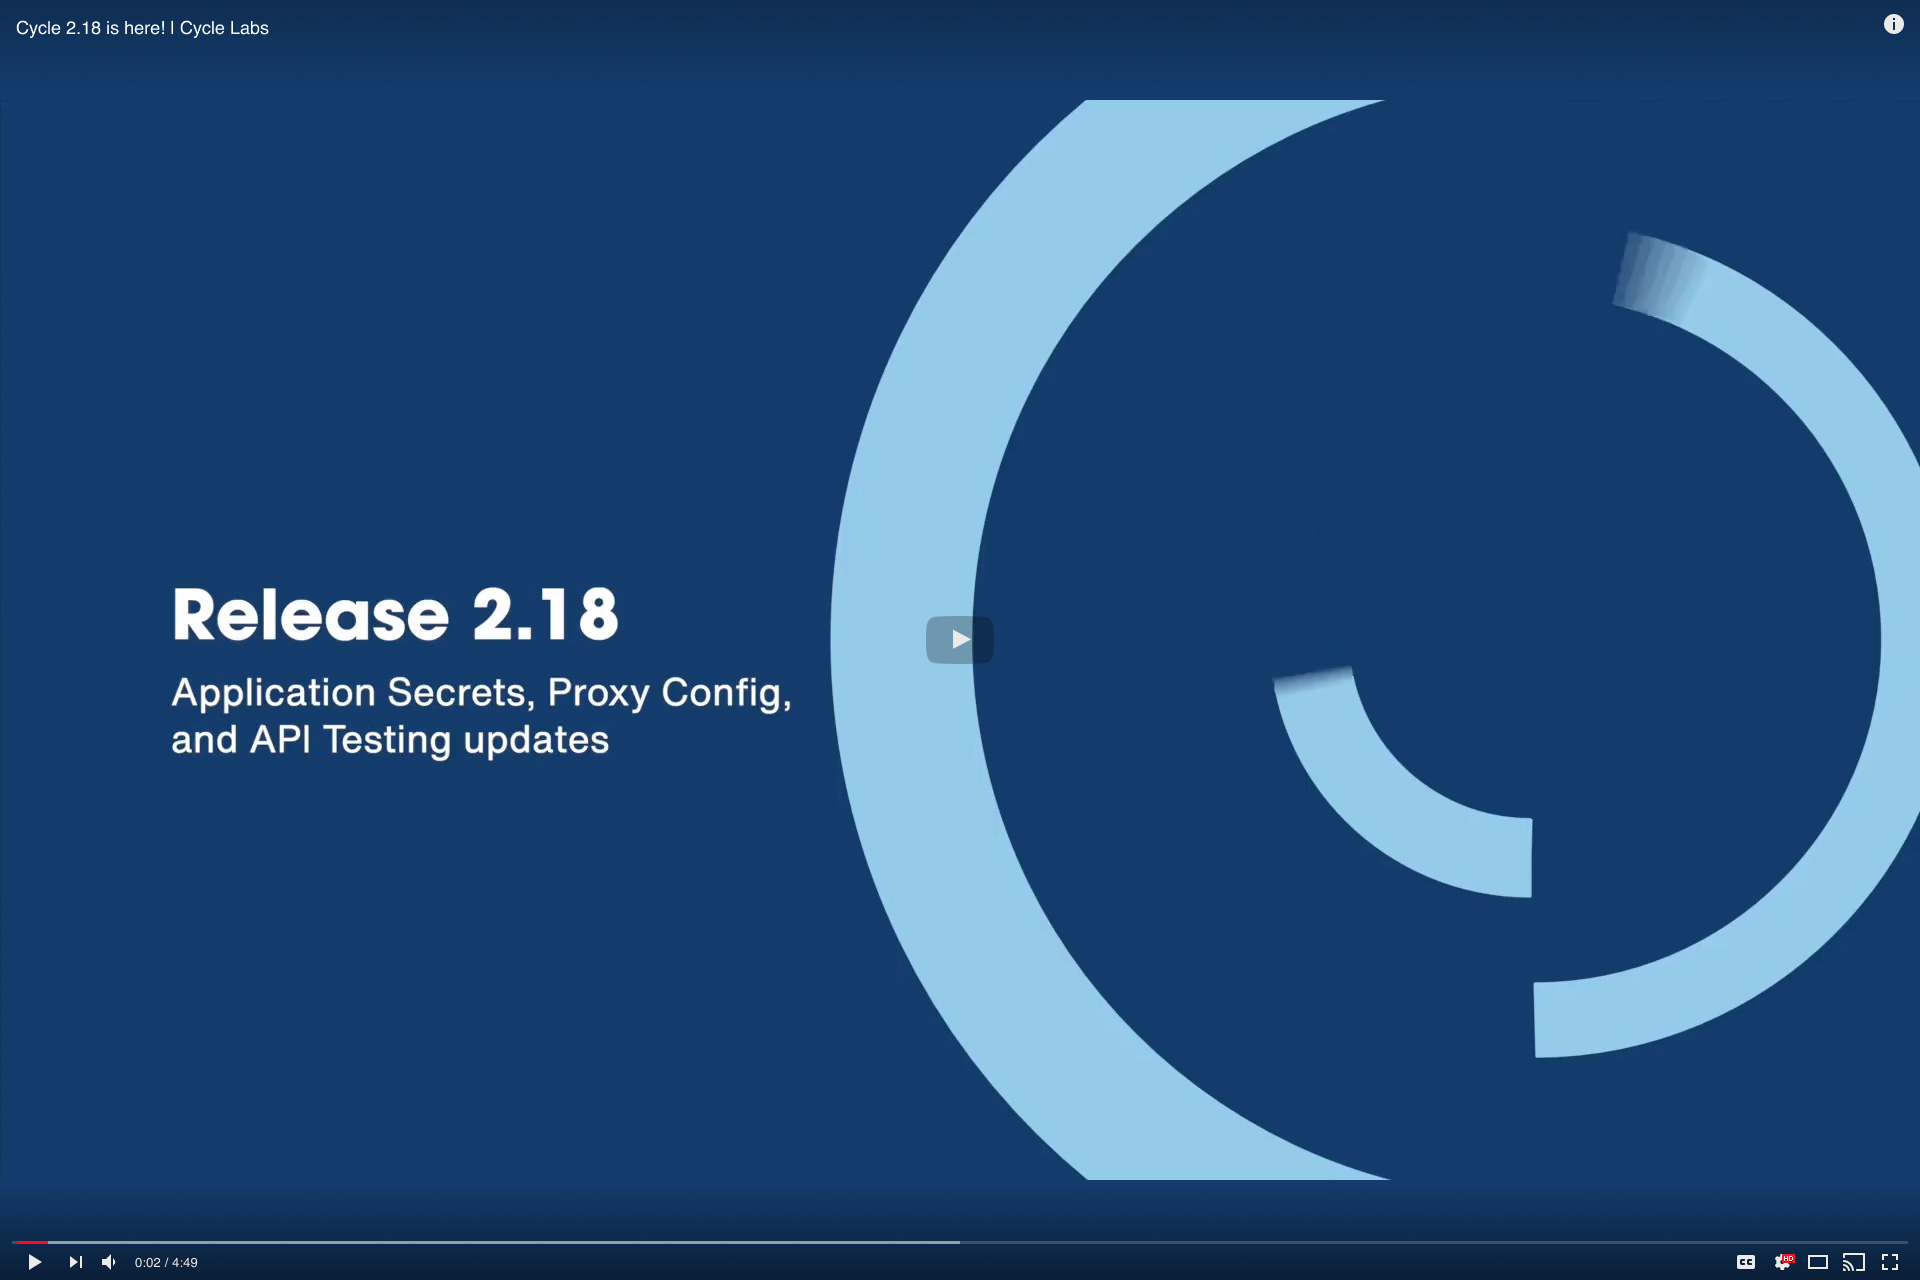 Cycle 2.18 is here! | Cycle Labs
Release 2.18
Application Secrets, Proxy Config,
and API Testing updates
0:02 / 4:49
CC
HD